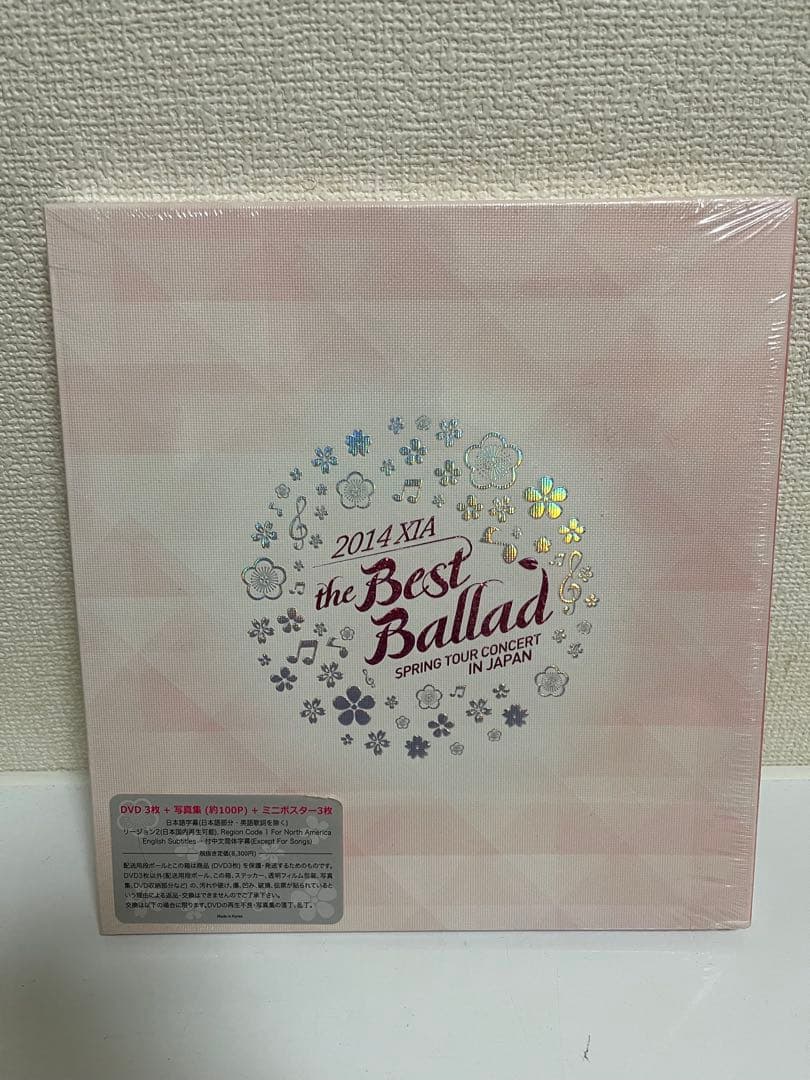 2014 XIA
the Best
Ballad
SPRING TOUR CONCERT
IN JAPAN
DVD 3枚 + 写真集 (約100P) + ミニポスター3枚
日本語字幕(日本語部分・英語歌詞を除く)
リージョン2(日本国内再生可能), Region Code 1 For North America
English Subtitles・付中文简体字幕(Except For Songs)
税抜き定価(8,300円)
配送用段ボールとこの箱は商品 (DVD3枚) を保護・発送するためのものです。
DVD3枚以外(配送用段ボール、この箱、ステッカー、透明フィルム包装、写真
集、DVD収納部分など) の、汚れや破け、傷、凹み、破損、伝票が貼られていると
いう理由による返品・交換はできませんのでご了承下さい。
交換は以下の場合に限ります。DVDの再生不良・写真集の落丁、乱丁。
Made in Korea